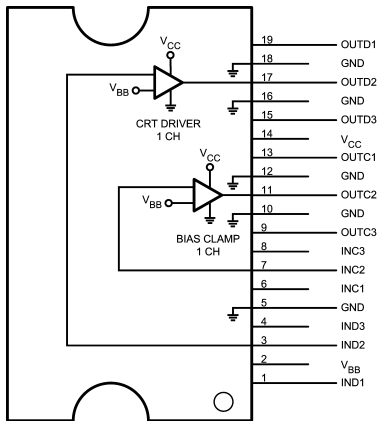 VCC
VBB
CRT DRIVER
1 CH
VCC
VBB
BIAS CLAMP
1 CH
19 OUTD1
18 GND
17 OUTD2
16 GND
15 OUTD3
14 VCC
13 OUTC1
12 GND
11 OUTC2
10 GND
9 OUTC3
8 INC3
7 INC2
6 INC1
5 GND
4 IND3
3 IND2
2 VBB
1 IND1